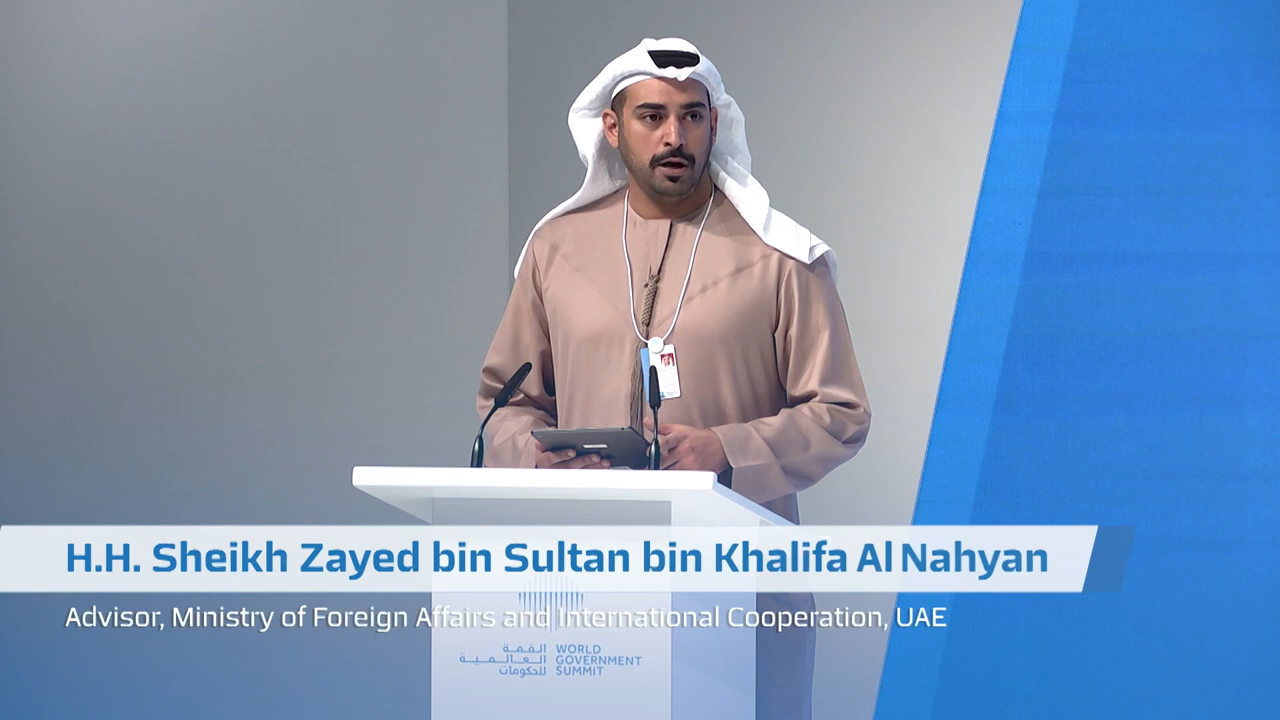 H.H. Sheikh Zayed bin Sultan bin Khalifa Al Nahyan
Advisor, Ministry of Foreign Affairs and International Cooperation, UAE
القمة
العالمية
للحكومات
WORLD
GOVERNMENT
SUMMIT